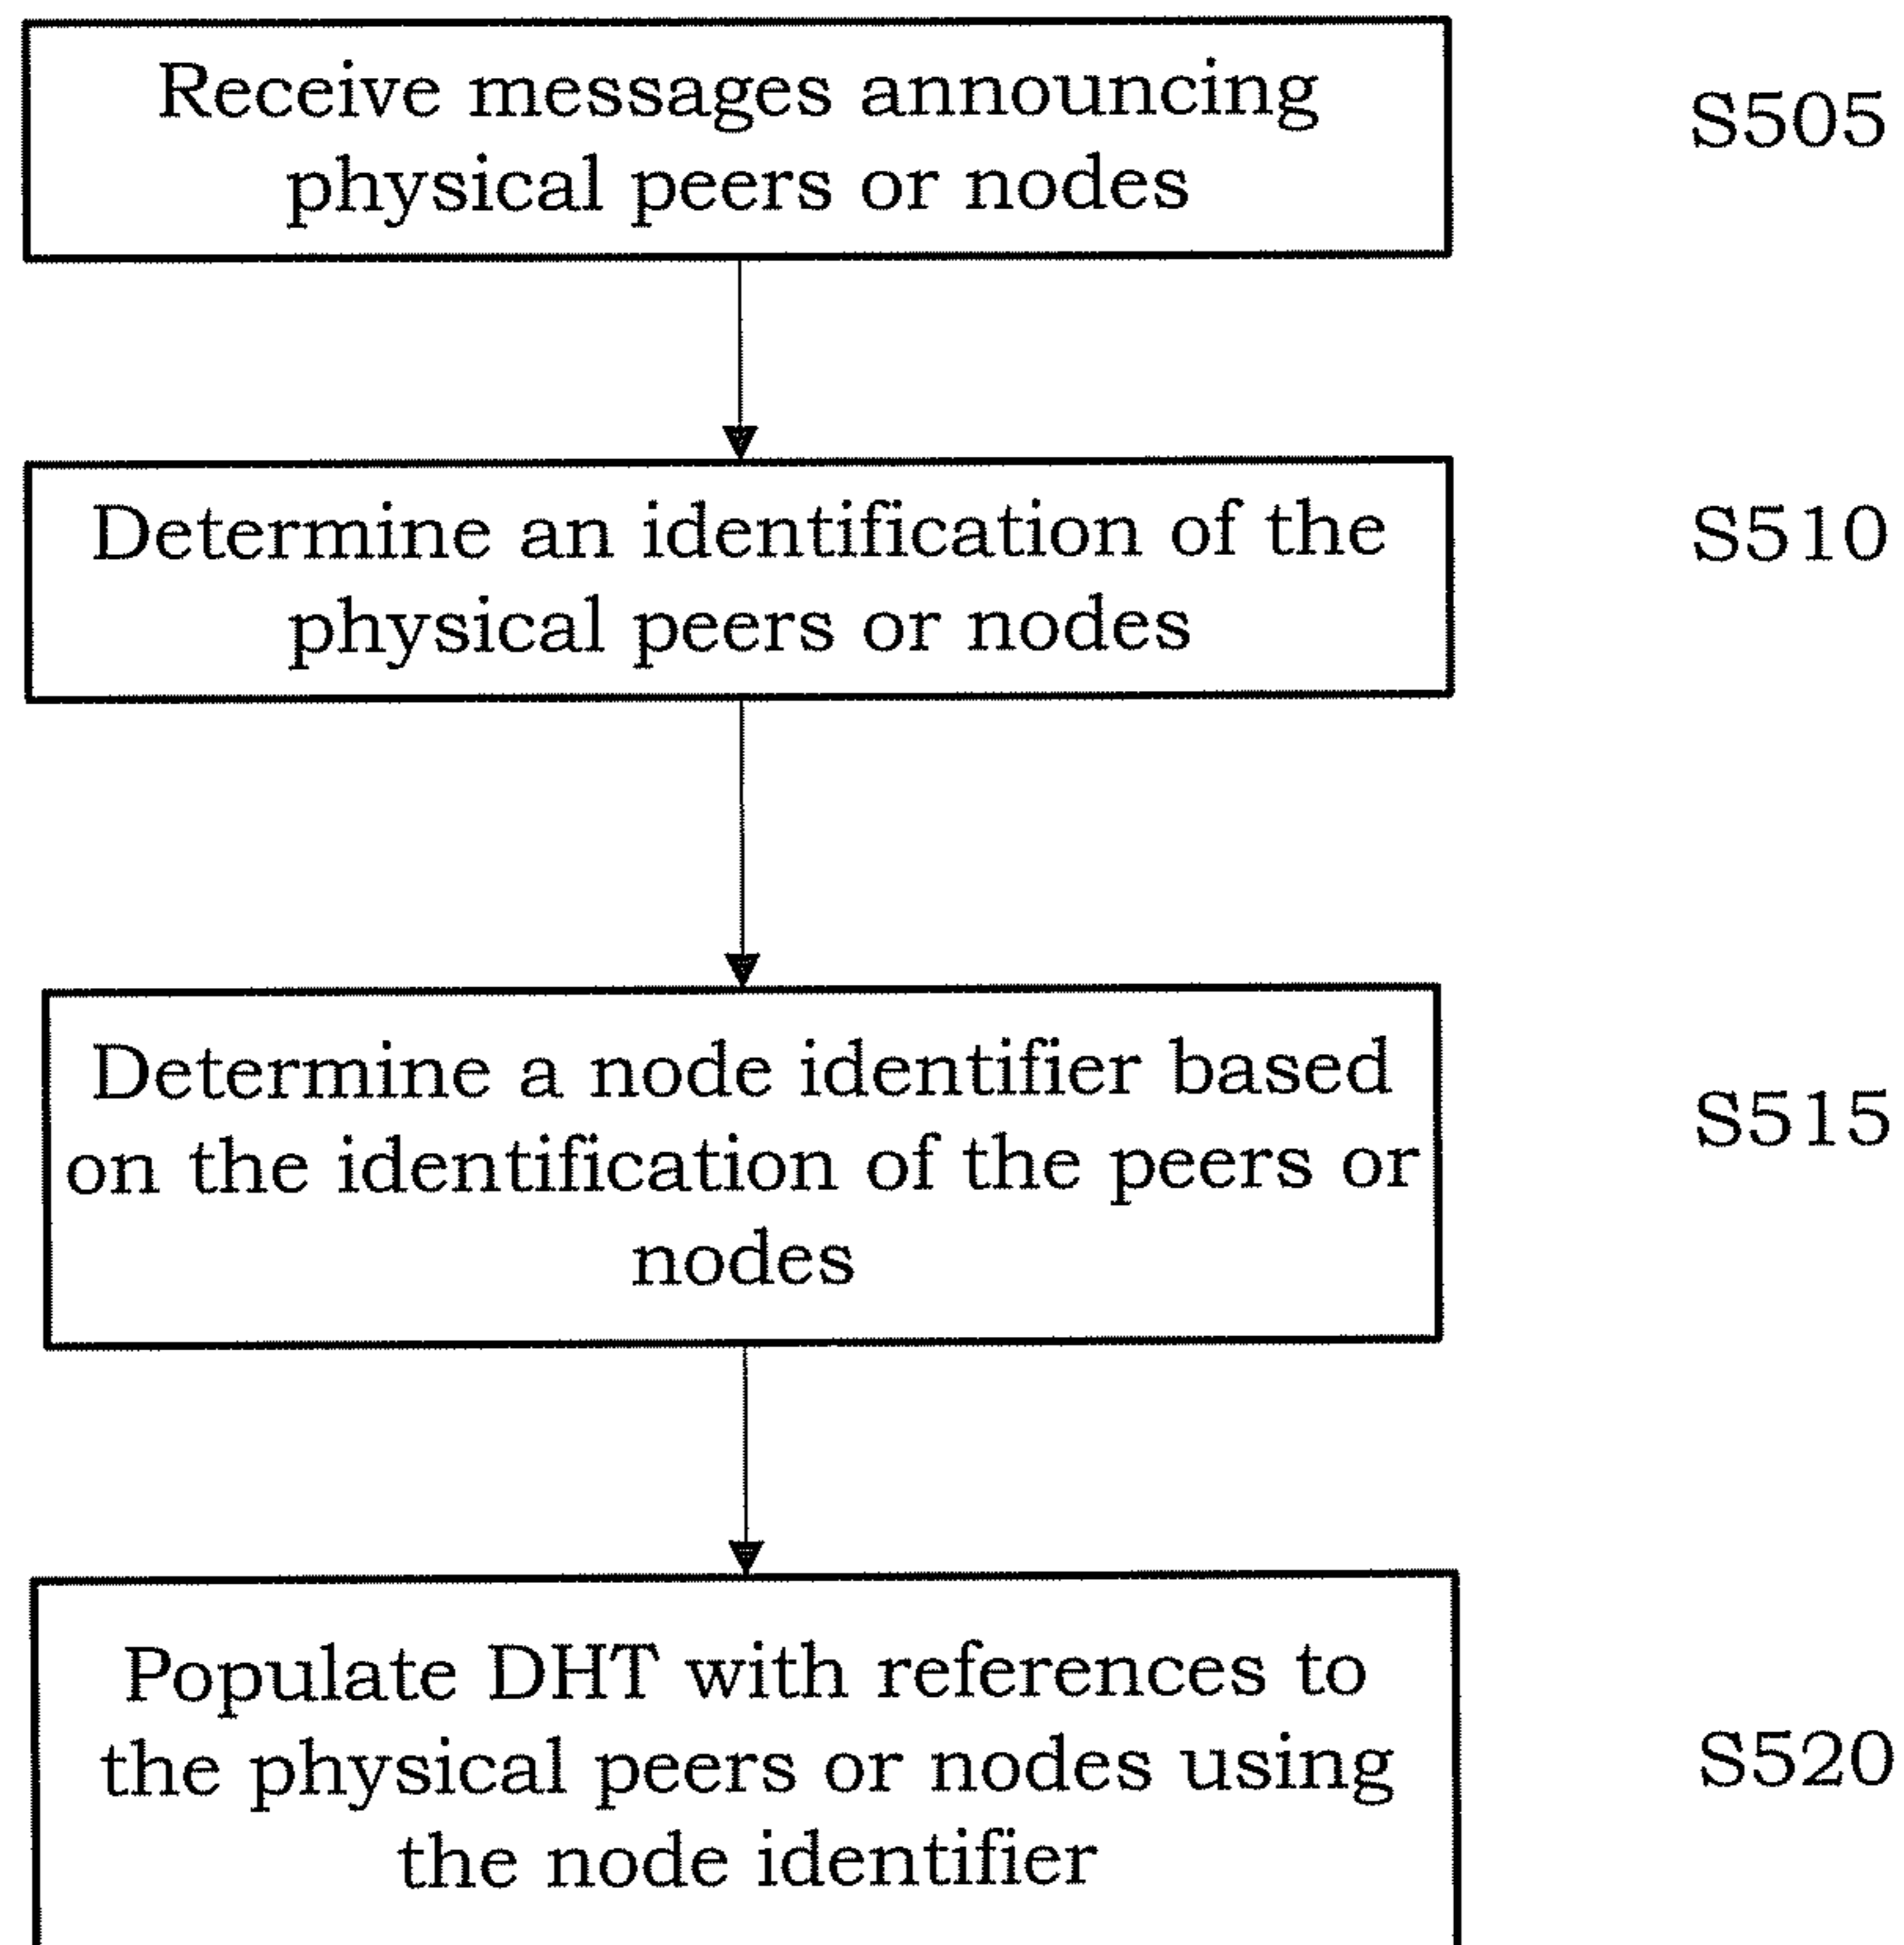 Receive messages announcing
physical peers or nodes
S505
Determine an identification of the
physical peers or nodes
S510
Determine a node identifier based
on the identification of the peers or
nodes
S515
Populate DHT with references to
the physical peers or nodes using
the node identifier
S520